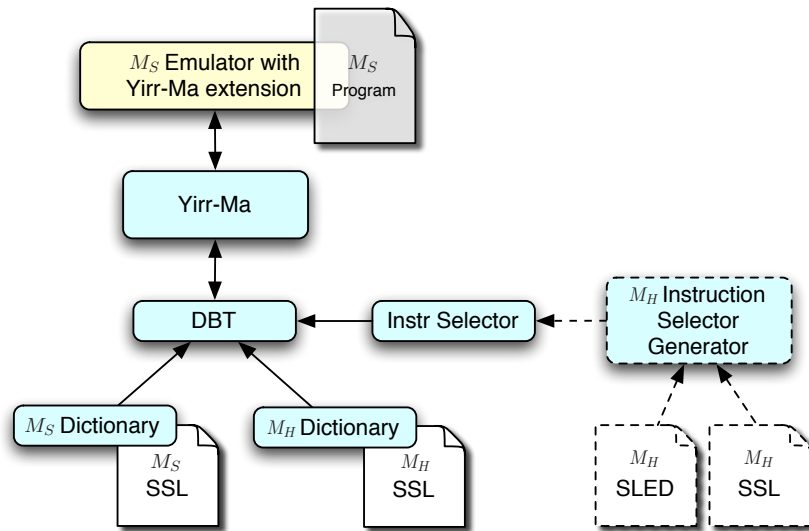 M_S Emulator with
Yirr-Ma extension
M_S
Program
Yirr-Ma
DBT
Instr Selector
M_H Instruction
Selector
Generator
M_S Dictionary
M_S
SSL
M_H Dictionary
M_H
SSL
M_H
SLED
M_H
SSL